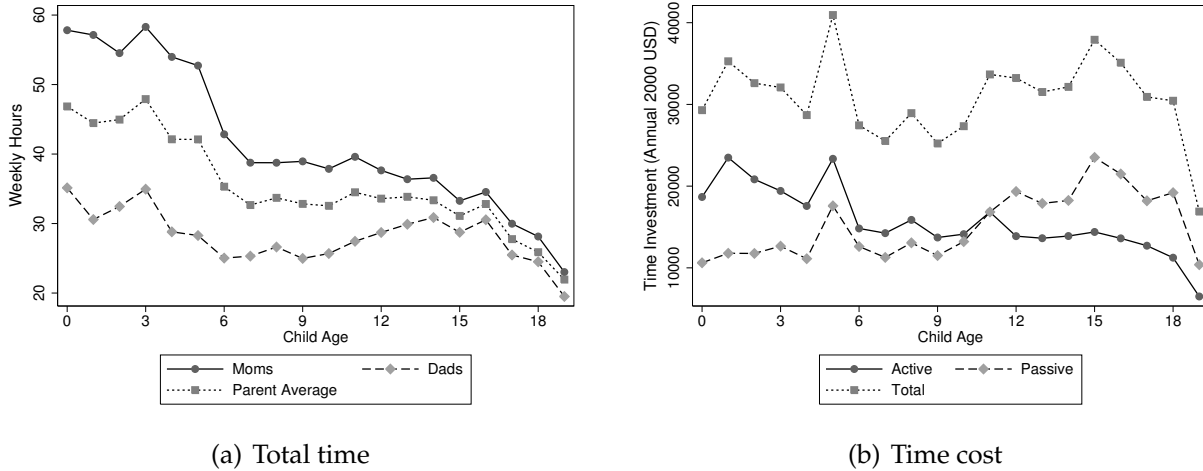 60
50
40
30
20
Weekly Hours
0 3 6 9 12 15 18
Child Age
Moms Dads
Parent Average
(a) Total time
40000
30000
20000
10000
Time Investment (Annual 2000 USD)
0 3 6 9 12 15 18
Child Age
Active Passive
Total
(b) Time cost